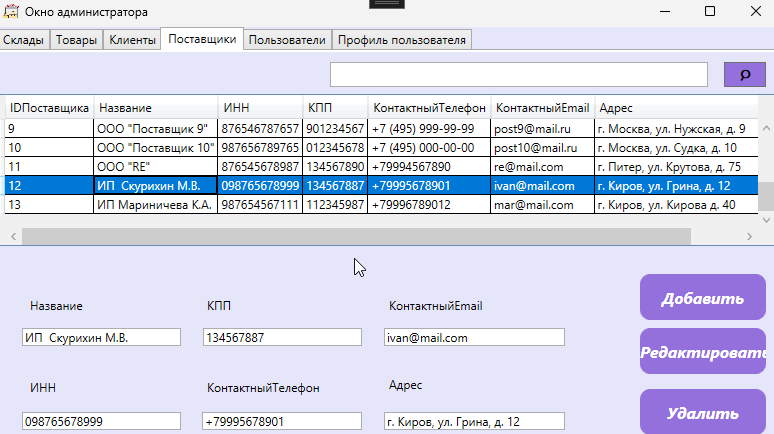 Окно администратора
Склады Товары Клиенты Поставщики Пользователи Профиль пользователя
IDПоставщика Название ИНН КПП КонтактныйТелефон КонтактныйEmail Адрес
9 ООО "Поставщик 9" 876546787657 901234567 +7 (495) 999-99-99 post9@mail.ru г. Москва, ул. Нужская, д. 9
10 ООО "Поставщик 10" 987656789765 012345678 +7 (495) 000-00-00 post10@mail.ru г. Москва, ул. Судка, д. 10
11 ООО "RE" 876545678987 134567890 +79994567890 re@mail.com г. Питер, ул. Крутова, д. 75
12 ИП Скурихин М.В. 098765678999 134567887 +79995678901 ivan@mail.com г. Киров, ул. Грина, д. 12
13 ИП Мариничева К.А. 987654567111 112345987 +79996789012 mar@mail.com г. Киров, ул. Кирова д. 40
Название КПП КонтактныйEmail
Добавить
ИП Скурихин М.В. 134567887 ivan@mail.com
Редактировать
ИНН КонтактныйТелефон Адрес
098765678999 +79995678901 г. Киров, ул. Грина, д. 12
Удалить